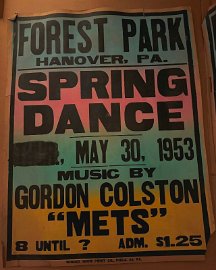 FOREST PARK
HANOVER, PA.
SPRING
DANCE
, MAY 30, 1953
MUSIC BY
GORDON COLSTON
"METS"
8 UNTIL ? ADM. $1.25